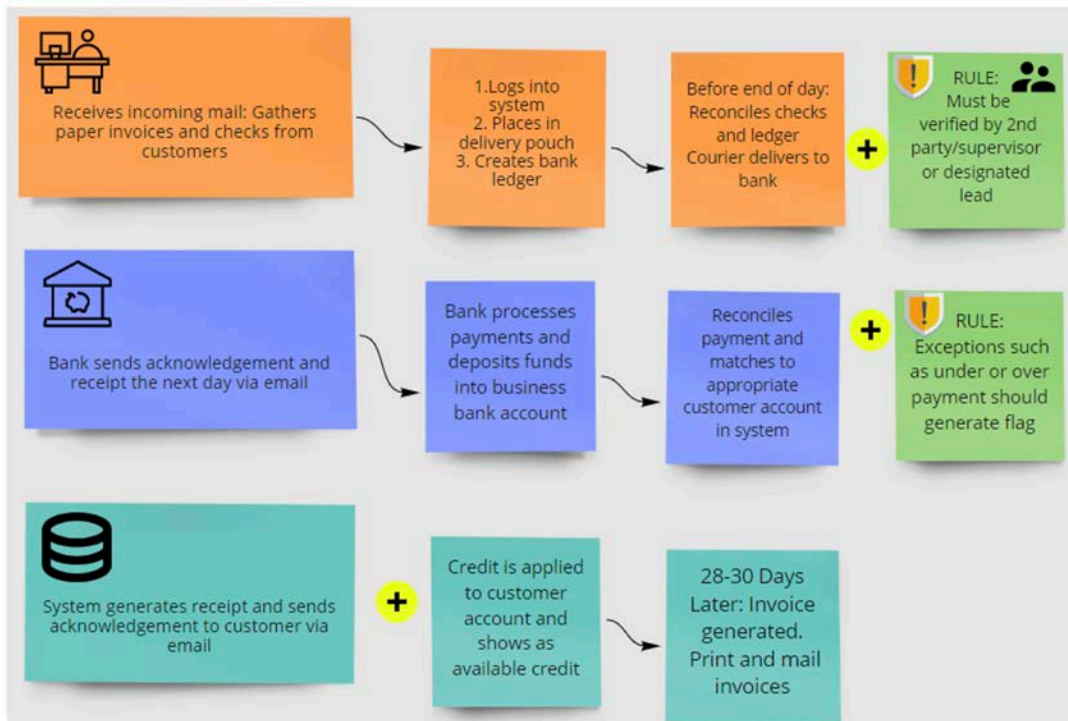 Receives incoming mail: Gathers
paper invoices and checks from
customers
1.Logs into
system
2. Places in
delivery pouch
3. Creates bank
ledger
Before end of day:
Reconciles checks
and ledger
Courier delivers to
bank
RULE:
Must be
verified by 2nd
party/supervisor
or designated
lead
Bank sends acknowledgement and
receipt the next day via email
Bank processes
payments and
deposits funds
into business
bank account
Reconciles
payment and
matches to
appropriate
customer account
in system
RULE:
Exceptions such
as under or over
payment should
generate flag
System generates receipt and sends
acknowledgement to customer via
email
Credit is applied
to customer
account and
shows as
available credit
28-30 Days
Later: Invoice
generated.
Print and mail
invoices